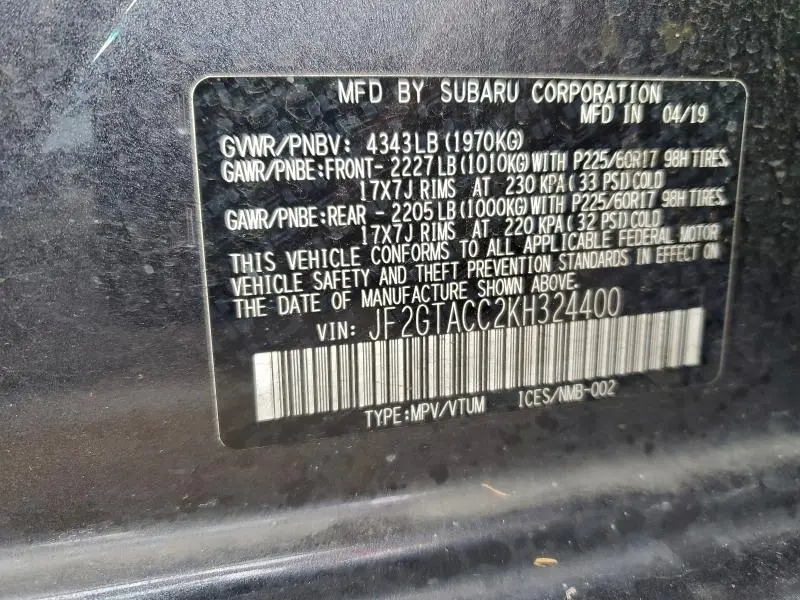 MFD BY SUBARU CORPORATION
MFD IN 04/19
GVWR/PNBV: 4343LB(1970KG)
GAWR/PNBE:FRONT- 2227LB(1010KG)WITH P225/60R17 98H TIRES,
17X7J RIMS AT 230 KPA( 33 PSI)COLD
GAWR/PNBE:REAR - 2205LB(1000KG)WITH P225/60R17 98H TIRES,
17X7J RIMS AT 220 KPA( 32 PSI)COLD
THIS VEHICLE CONFORMS TO ALL APPLICABLE FEDERAL MOTOR
VEHICLE SAFETY AND THEFT PREVENTION STANDARDS IN EFFECT ON
THE DATE OF MANUFACTURE SHOWN ABOVE.
VIN: JF2GTACC2KH324400
TYPE:MPV/VTUM ICES/NMB-002